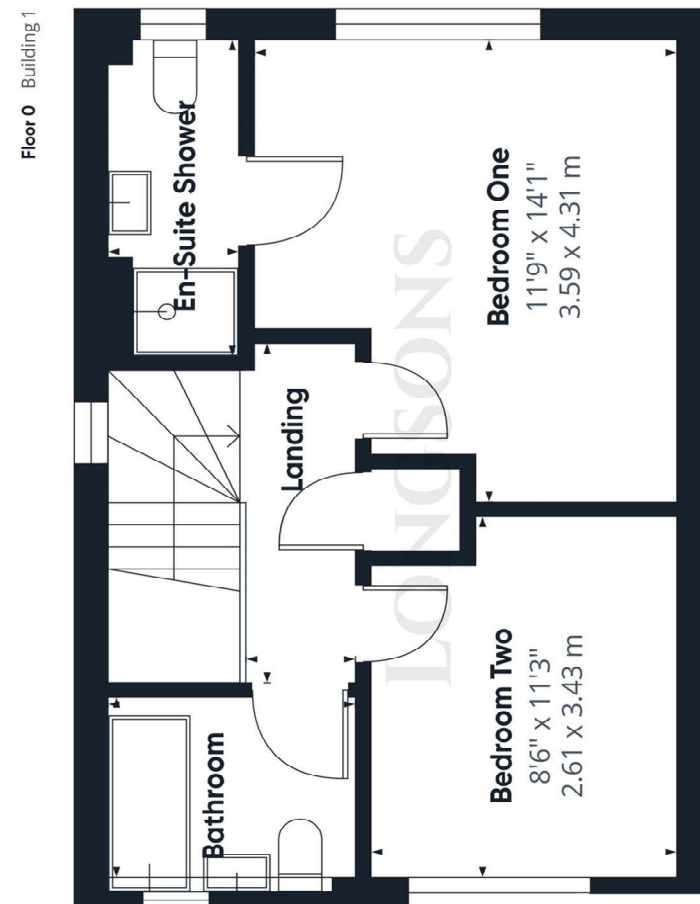 Floor 0 Building 1
En-Suite Shower
Bedroom One
11'9" x 14'1"
3.59 x 4.31 m
Landing
LONGSONS
Bathroom
Bedroom Two
8'6" x 11'3"
2.61 x 3.43 m